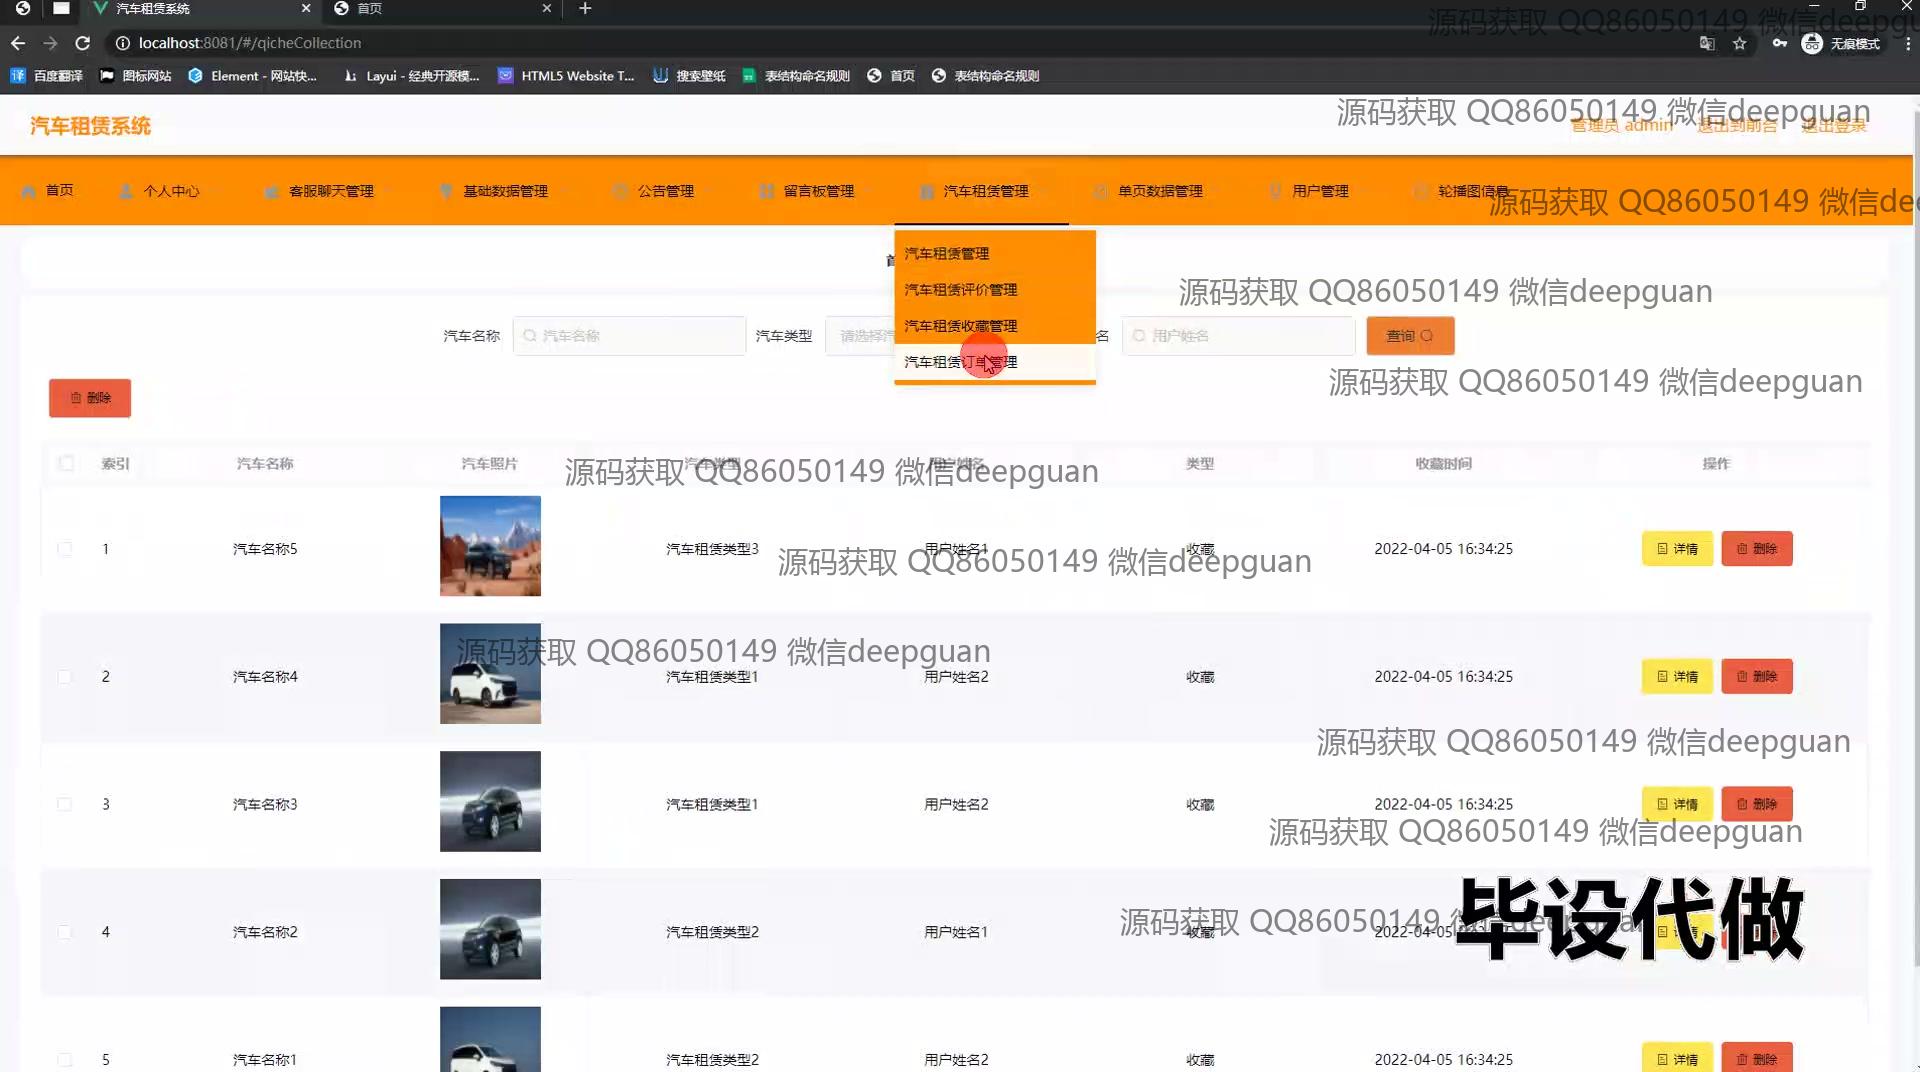 汽车租赁系统
首页
localhost:8081/#/qicheCollection
无痕模式
百度翻译
图标网站
Element - 网站快...
Layui - 经典开源模...
HTML5 Website T...
搜索壁纸
表结构命名规则
首页
表结构命名规则
源码获取 QQ86050149 微信deepgu
汽车租赁系统
源码获取 QQ86050149 微信deepguan
管理员 admin
退出到前台
退出登录
首页
个人中心
客服聊天管理
基础数据管理
公告管理
留言板管理
汽车租赁管理
单页数据管理
用户管理
轮播图信息
源码获取 QQ86050149 微信dee
汽车租赁管理
汽车租赁评价管理
汽车租赁收藏管理
汽车租赁订单管理
源码获取 QQ86050149 微信deepguan
汽车名称
汽车名称
汽车类型
请选择汽
名
用户姓名
查询
源码获取 QQ86050149 微信deepguan
删除
索引
汽车名称
汽车照片
汽车类型
用户姓名
类型
收藏时间
操作
源码获取 QQ86050149 微信deepguan
1
汽车名称5
汽车租赁类型3
用户姓名1
收藏
2022-04-05 16:34:25
详情
删除
源码获取 QQ86050149 微信deepguan
源码获取 QQ86050149 微信deepguan
2
汽车名称4
汽车租赁类型1
用户姓名2
收藏
2022-04-05 16:34:25
详情
删除
源码获取 QQ86050149 微信deepguan
3
汽车名称3
汽车租赁类型1
用户姓名2
收藏
2022-04-05 16:34:25
详情
删除
源码获取 QQ86050149 微信deepguan
源码获取 QQ86050149
毕设代做
4
汽车名称2
汽车租赁类型2
用户姓名1
收藏
2022-04-05
5
汽车名称1
汽车租赁类型2
用户姓名2
收藏
2022-04-05 16:34:25
详情
删除